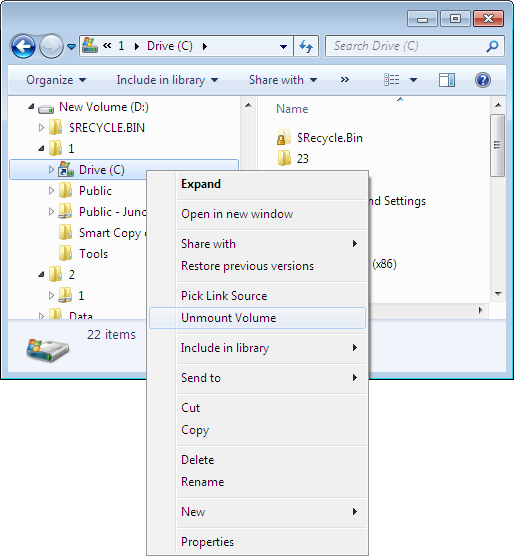 1 Drive (C)
Search Drive (C)
Organize Include in library Share with
New Volume (D:)
$RECYCLE.BIN
1
Drive (C)
Public
Public - Junc
Smart Copy
Tools
2
1
Data
Name
$Recycle.Bin
23
nd Settings
(x86)
22 items
Expand
Open in new window
Share with
Restore previous versions
Pick Link Source
Unmount Volume
Include in library
Send to
Cut
Copy
Delete
Rename
New
Properties